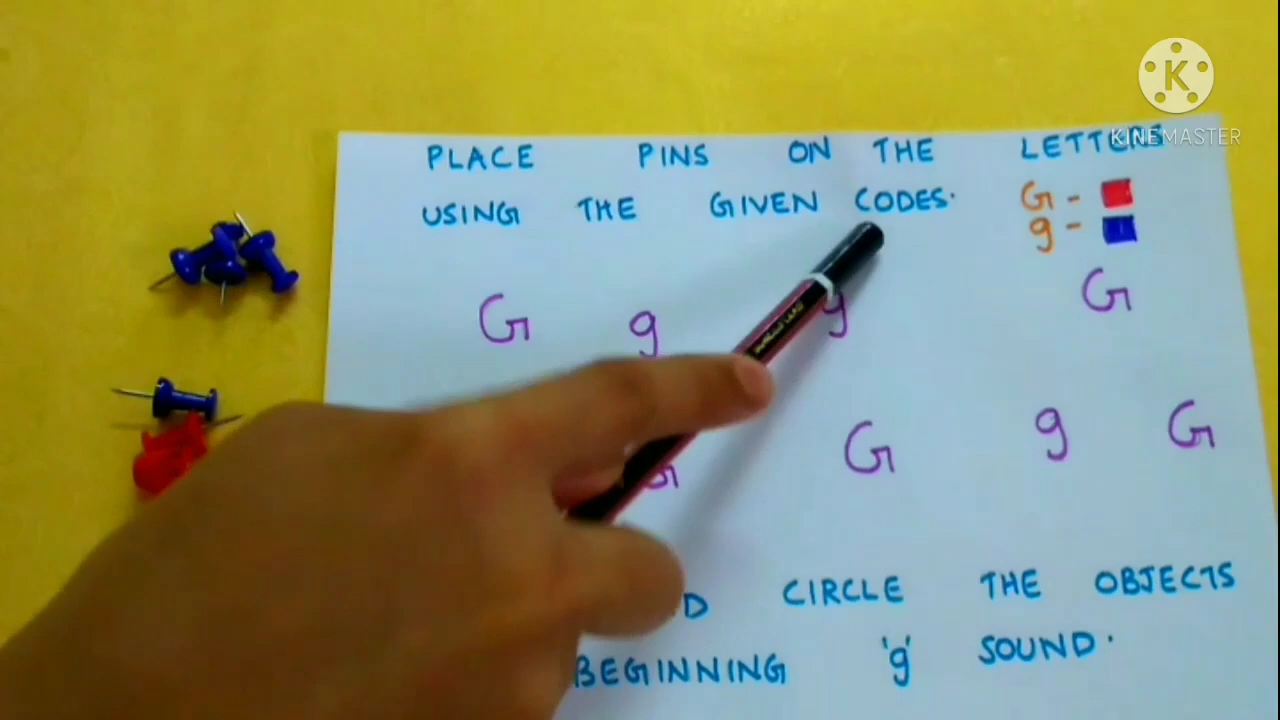 K
KINEMASTER
PLACE PINS ON THE LETTERS
USING THE GIVEN CODES.
G - 
g - 
G g g G
G G g G
CIRCLE THE OBJECTS
BEGINNING 'g' SOUND.